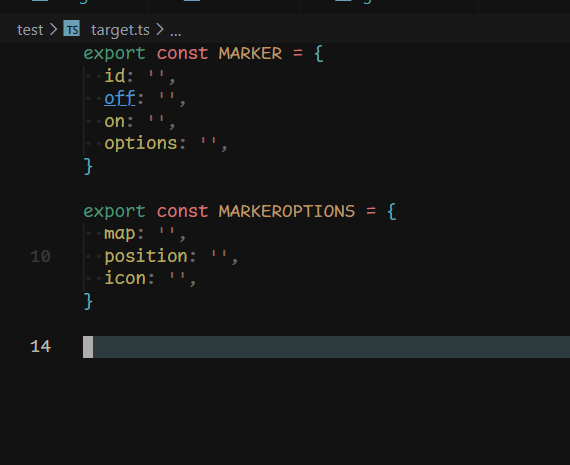 test > TS target.ts > ...
export const MARKER = {
id: '',
off: '',
on: '',
options: '',
}
export const MARKEROPTIONS = {
map: '',
10 position: '',
icon: '',
}
14